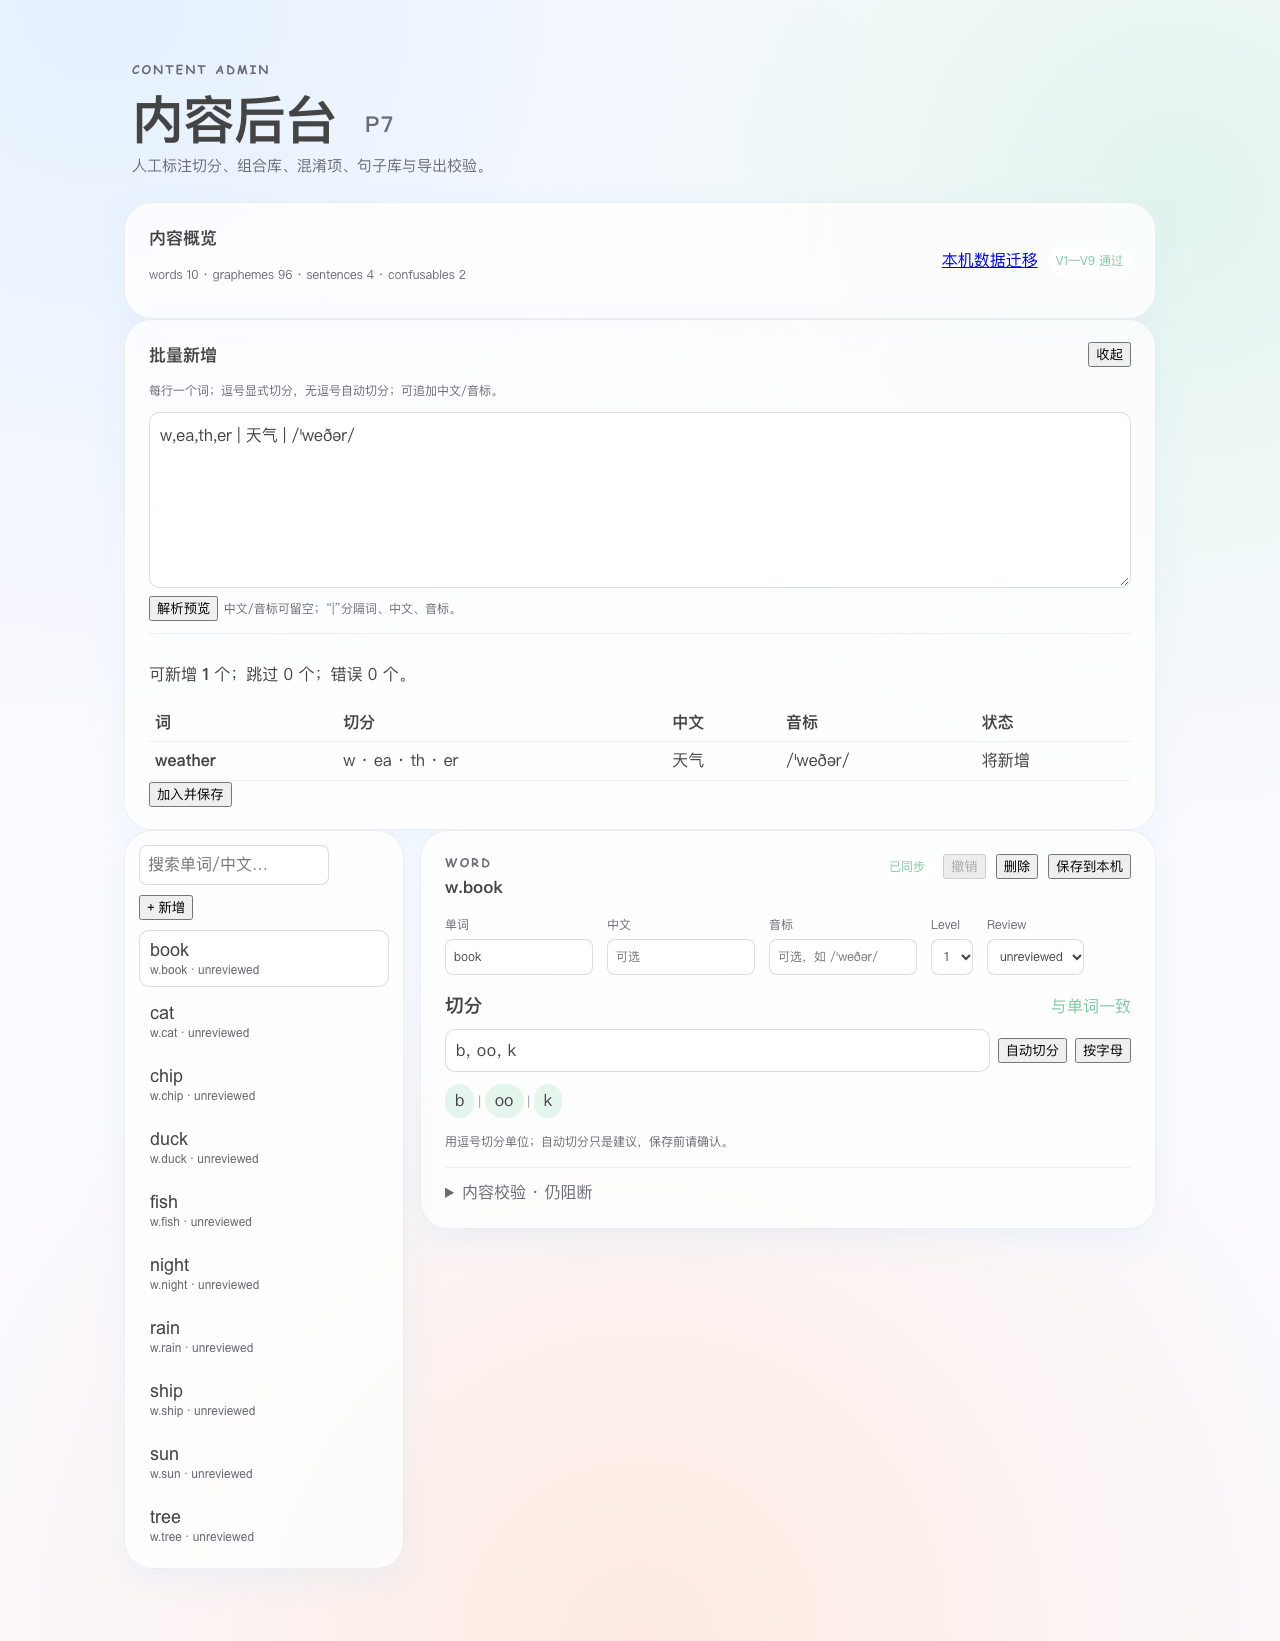 CONTENT ADMIN
内容后台 P7
人工标注切分、组合库、混淆项、句子库与导出校验。
内容概览
words 10 · graphemes 96 · sentences 4 · confusables 2
本机数据迁移 V1—V9 通过
批量新增 收起
每行一个词；逗号显式切分，无逗号自动切分；可追加中文/音标。
w,ea,th,er | 天气 | /ˈweðər/
解析预览 中文/音标可留空；“|”分隔词、中文、音标。
可新增 1 个；跳过 0 个；错误 0 个。
词 切分 中文 音标 状态
weather w · ea · th · er 天气 /ˈweðər/ 将新增
加入并保存
搜索单词/中文…
+ 新增
book
w.book · unreviewed
cat
w.cat · unreviewed
chip
w.chip · unreviewed
duck
w.duck · unreviewed
fish
w.fish · unreviewed
night
w.night · unreviewed
rain
w.rain · unreviewed
ship
w.ship · unreviewed
sun
w.sun · unreviewed
tree
w.tree · unreviewed
WORD
w.book
已同步 撤销 删除 保存到本机
单词 中文 音标 Level Review
book 可选 可选，如 /ˈweðər/ 1 unreviewed
切分 与单词一致
b, oo, k 自动切分 按字母
b | oo | k
用逗号切分单位；自动切分只是建议，保存前请确认。
▶ 内容校验 · 仍阻断